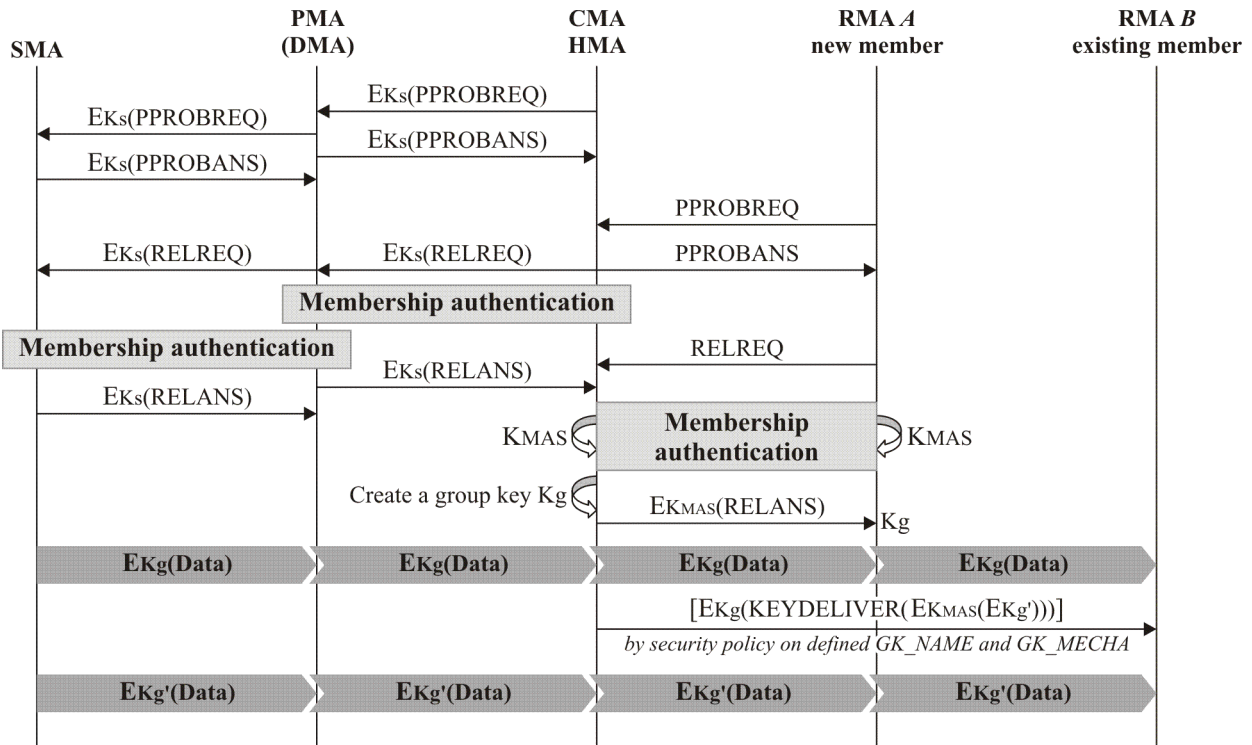 SMA
PMA
(DMA)
CMA
HMA
RMA A
new member
RMA B
existing member
EKs(PPROBREQ)
EKs(PPROBREQ)
EKs(PPROBANS)
EKs(PPROBANS)
PPROBREQ
EKs(RELREQ)
EKs(RELREQ)
PPROBANS
Membership authentication
Membership authentication
RELREQ
EKs(RELANS)
EKs(RELANS)
Membership
authentication
KMAS
KMAS
Create a group key Kg
EKMAS(RELANS)
Kg
EKg(Data)
EKg(Data)
EKg(Data)
EKg(Data)
[EKg(KEYDELIVER(EKMAS(EKg')))]
by security policy on defined GK_NAME and GK_MECHA
EKg'(Data)
EKg'(Data)
EKg'(Data)
EKg'(Data)